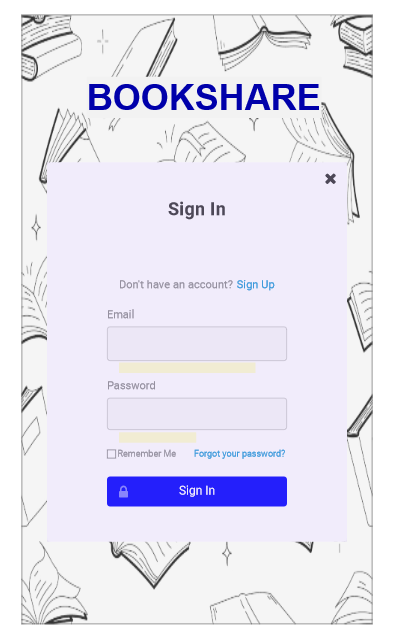 BOOKSHARE
Sign In
Don't have an account? Sign Up
Email
Password
Remember Me Forgot your password?
Sign In